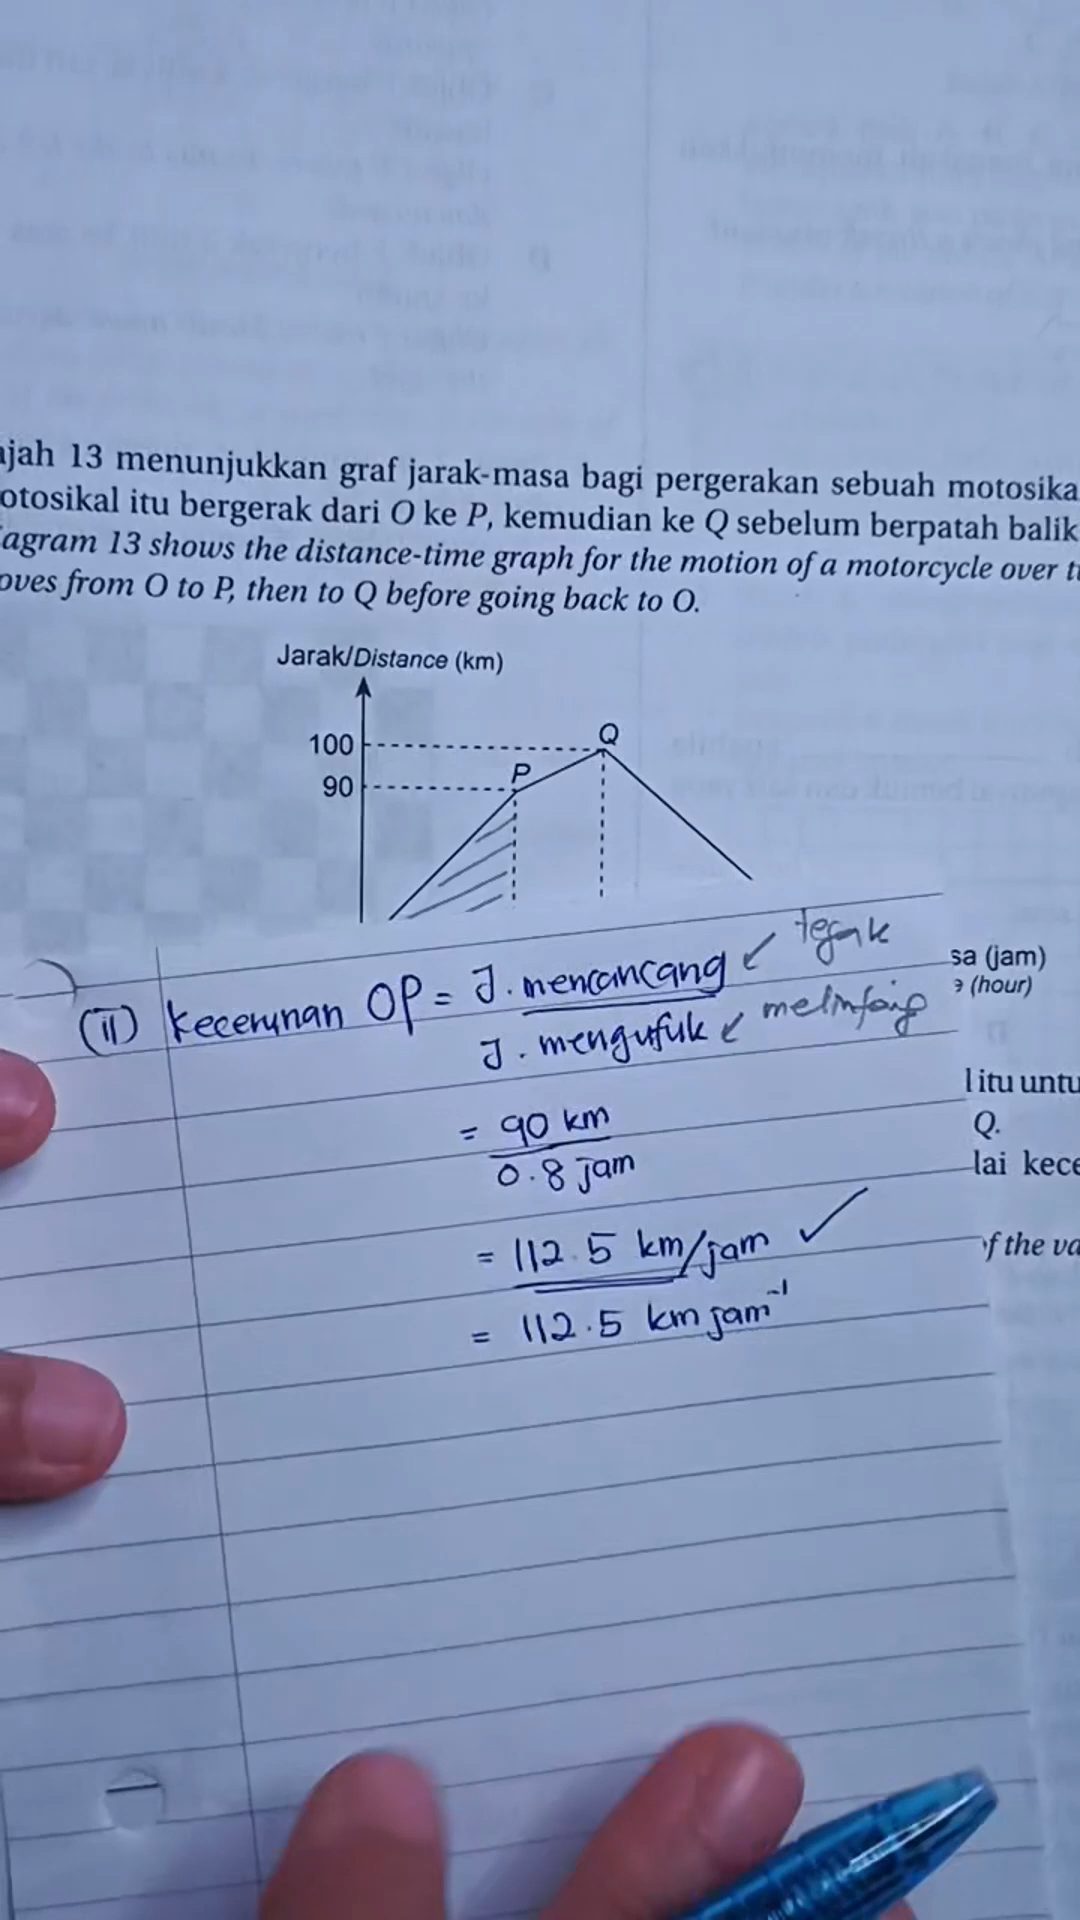 ajah 13 menunjukkan graf jarak-masa bagi pergerakan sebuah motosika
otosikal itu bergerak dari O ke P, kemudian ke Q sebelum berpatah balik
agram 13 shows the distance-time graph for the motion of a motorcycle over t
oves from O to P, then to Q before going back to O.
Jarak/Distance (km)
100
Q
90
P
sa (jam)
(hour)
tegak
(ii) Kecerunan OP = J. mencancang
J. mengufuk
l itu untu
= 90 km
Q.
0.8 jam
lai kece
= 112.5 km/jam
f the va
= 112.5 km jam⁻¹